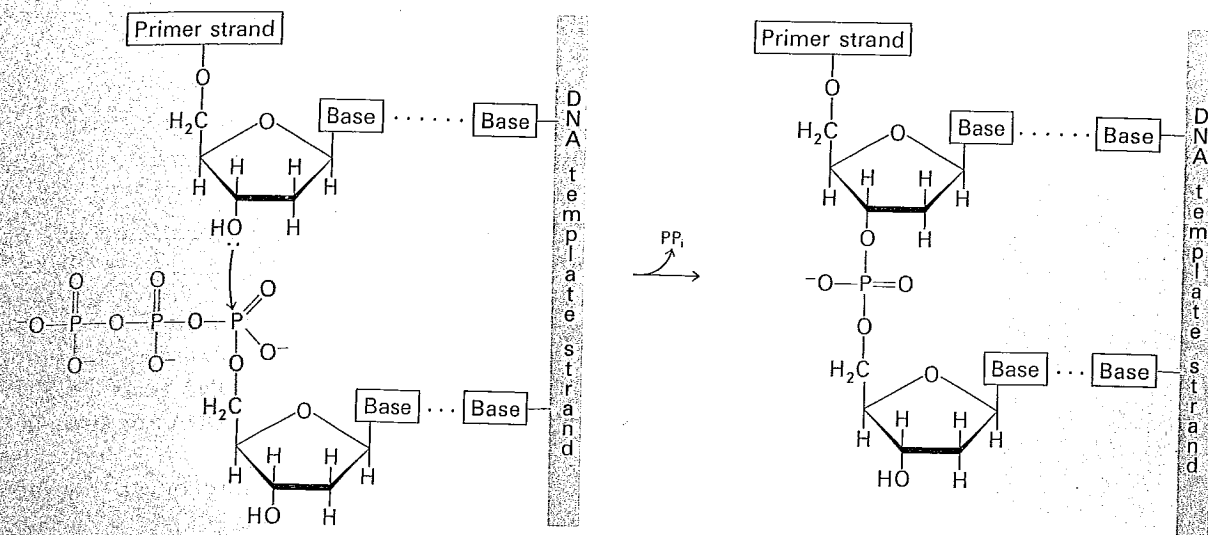 Primer strand
O
H₂C
O
Base ...... Base
H
H
H
H
HO
H
O
O
O
⁻O—P—O—P—O—P
O⁻
O⁻
O⁻
O
H₂C
O
Base ... Base
H
H
H
H
HO
H
DNA template strand
PPᵢ
Primer strand
O
H₂C
O
Base ...... Base
H
H
H
H
O
H
⁻O—P=O
O
H₂C
O
Base ... Base
H
H
H
H
HO
H
DNA template strand